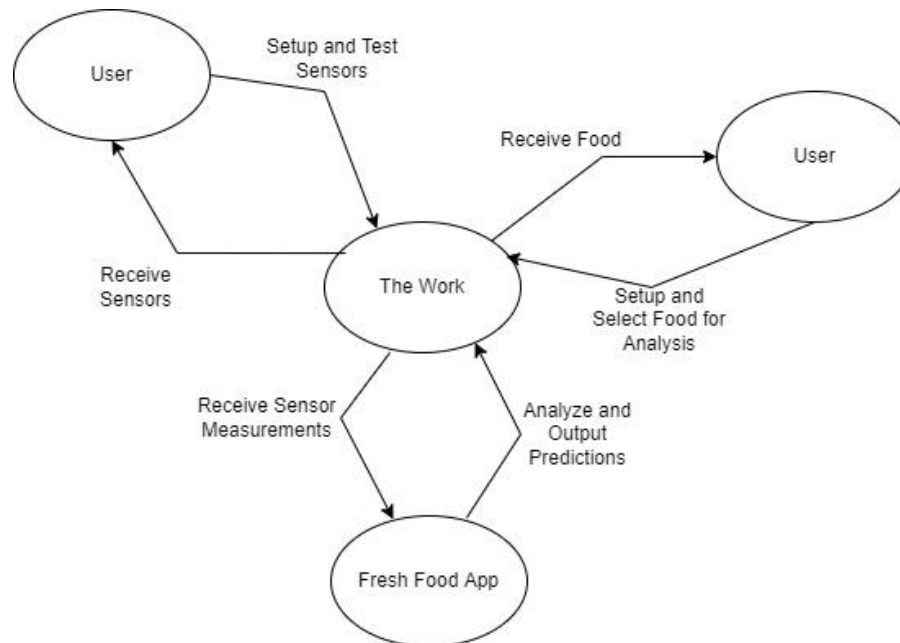 User
Setup and Test
Sensors
Receive Food
User
Receive
Sensors
The Work
Setup and
Select Food for
Analysis
Receive Sensor
Measurements
Analyze and
Output
Predictions
Fresh Food App